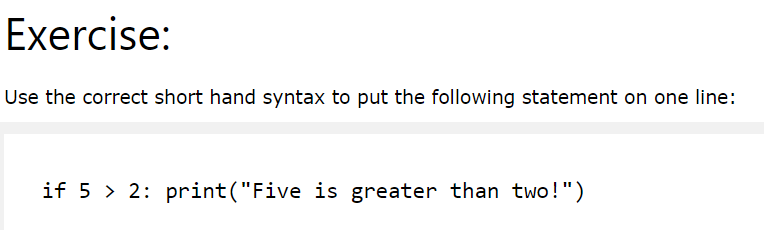 Exercise:
Use the correct short hand syntax to put the following statement on one line:
if 5 > 2: print("Five is greater than two!")